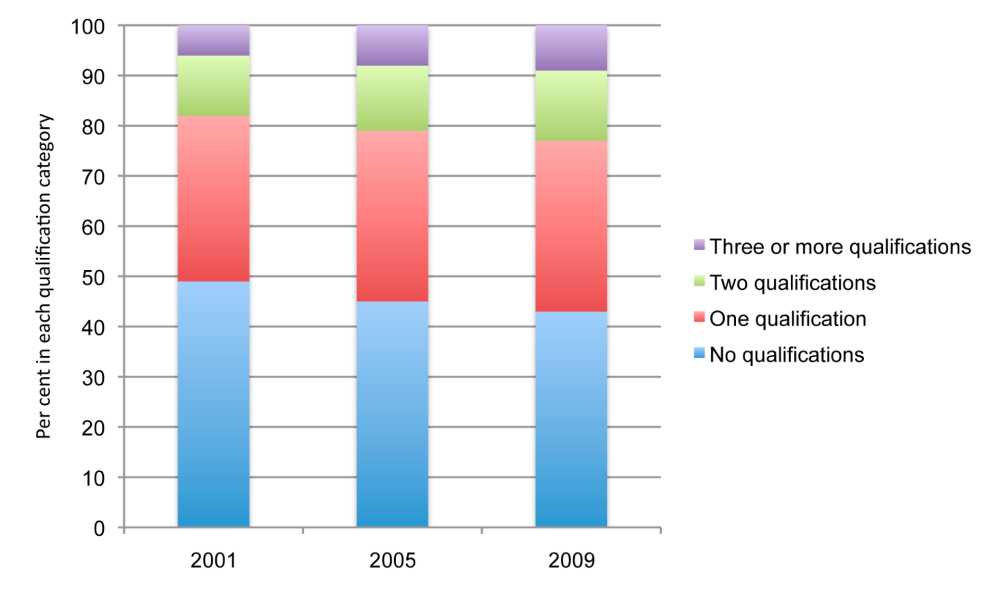 Per cent in each qualification category
100
90
80
70
60
50
40
30
20
10
0
2001 2005 2009
Three or more qualifications
Two qualifications
One qualification
No qualifications